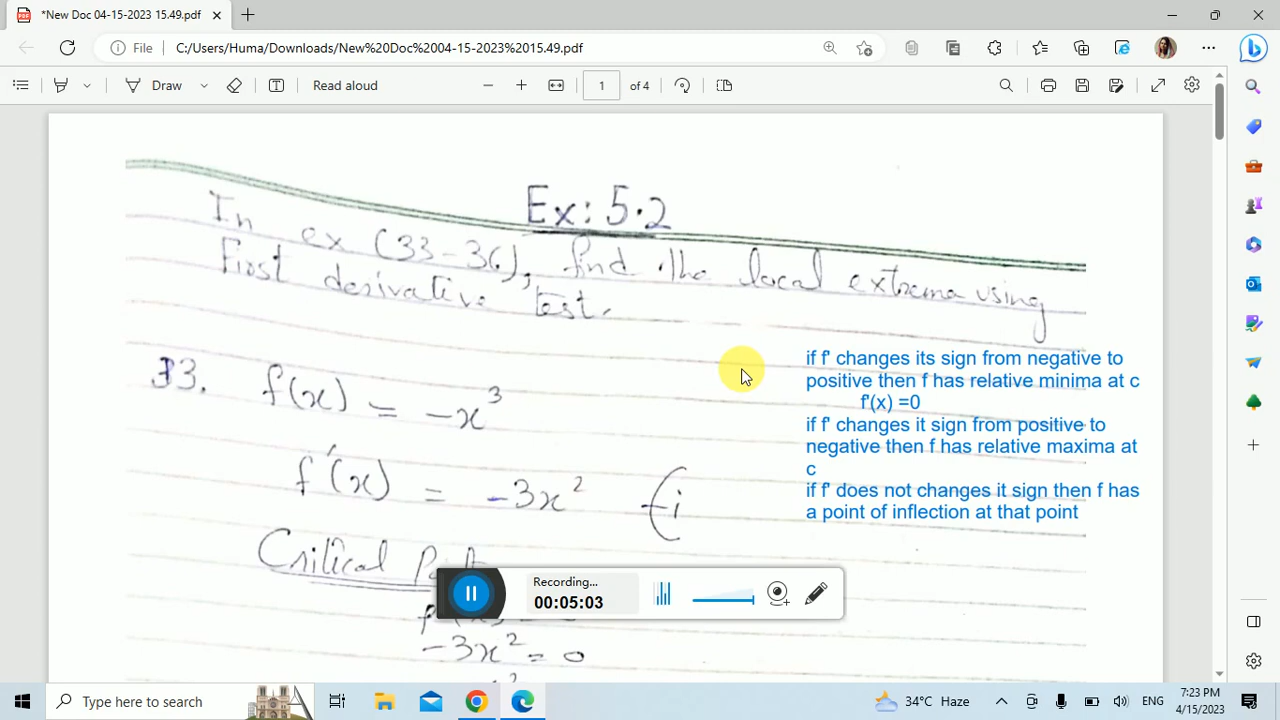 *New Doc 04-15-2023 15.49.pdf
File C:/Users/Huma/Downloads/New%20Doc%2004-15-2023%2015.49.pdf
Draw Read aloud 1 of 4
Ex: 5.2
In ex (33-36), find the local extrema using
First derivative test.
33. f(x) = -x³
f'(x) = -3x² -(i
Critical
-3x² = 0
if f' changes its sign from negative to
positive then f has relative minima at c
f'(x) =0
if f' changes it sign from positive to
negative then f has relative maxima at
c
if f' does not changes it sign then f has
a point of inflection at that point
Recording...
00:05:03
Type here to search
34°C Haze
ENG
7:23 PM
4/15/2023